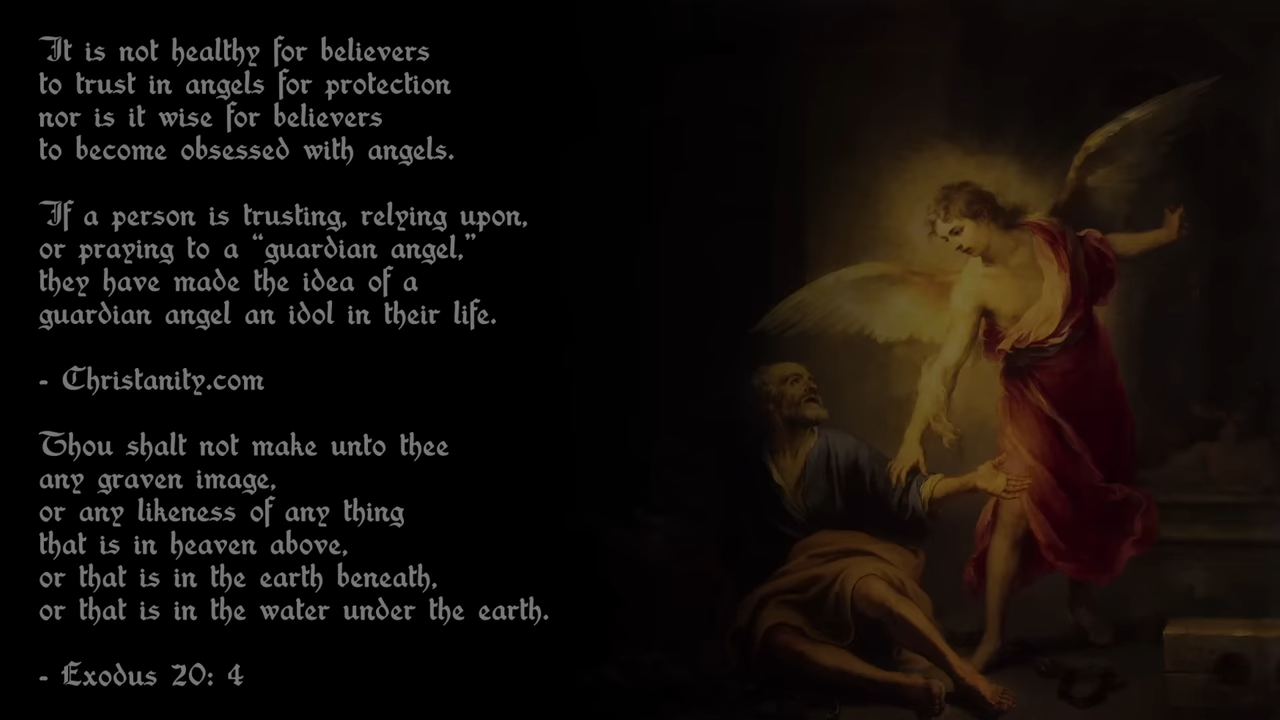 It is not healthy for believers
to trust in angels for protection
nor is it wise for believers
to become obsessed with angels.
If a person is trusting, relying upon,
or praying to a “guardian angel,”
they have made the idea of a
guardian angel an idol in their life.
- Christanity.com
Thou shalt not make unto thee
any graven image,
or any likeness of any thing
that is in heaven above,
or that is in the earth beneath,
or that is in the water under the earth.
- Exodus 20: 4